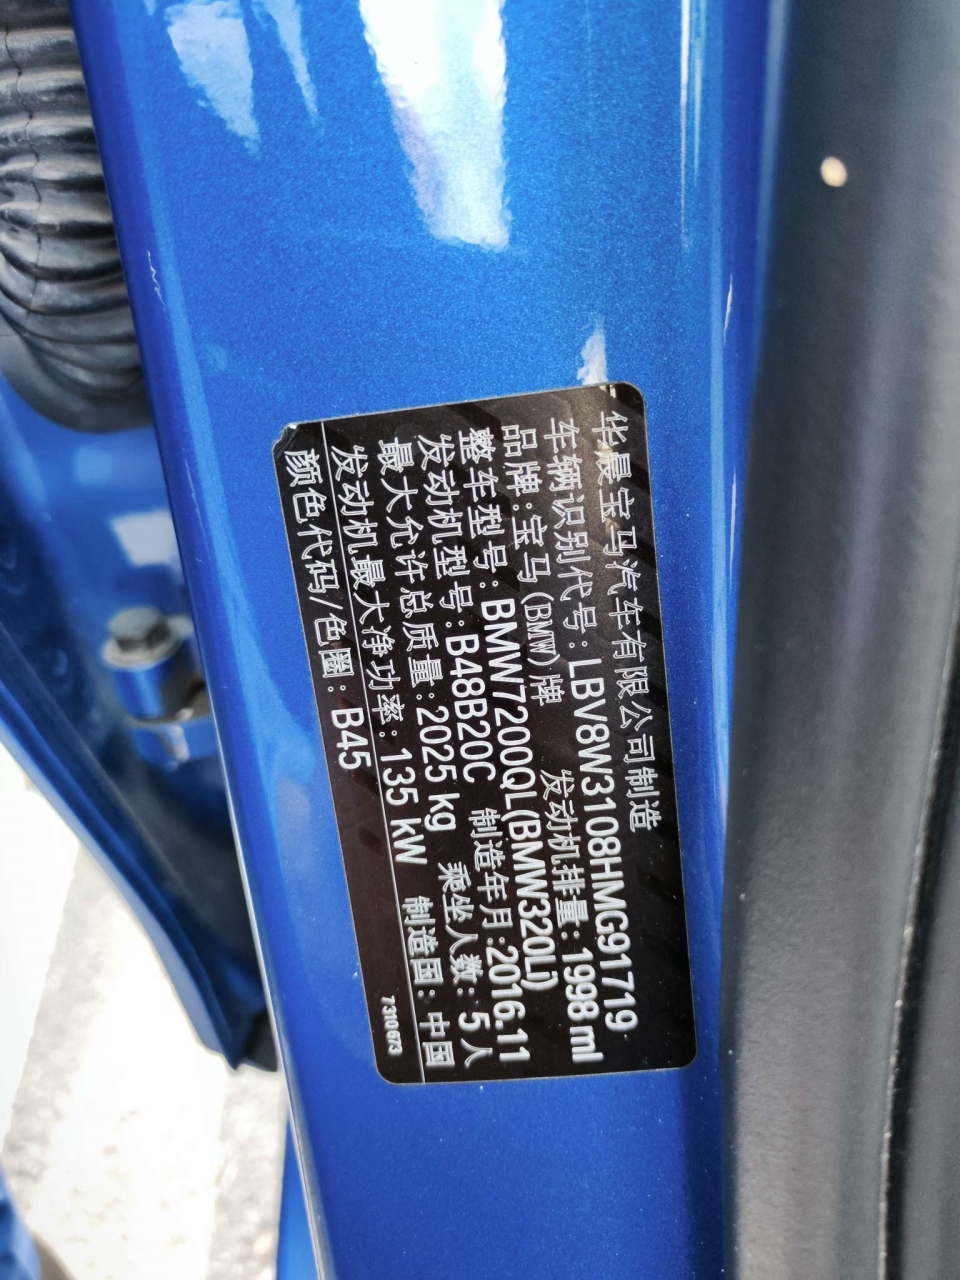 华晨宝马汽车有限公司制造
车辆识别代号：LBV8W3108HMG91719
品牌：宝马(BMW)牌 发动机排量：1998 ml
整车型号：BMW7200QL(BMW320Li)
发动机型号：B48B20C 制造年月：2016.11
最大允许总质量：2025 kg 乘坐人数：5人
发动机最大净功率：135 kW 制造国：中国
颜色代码/色圈：B45 7310673